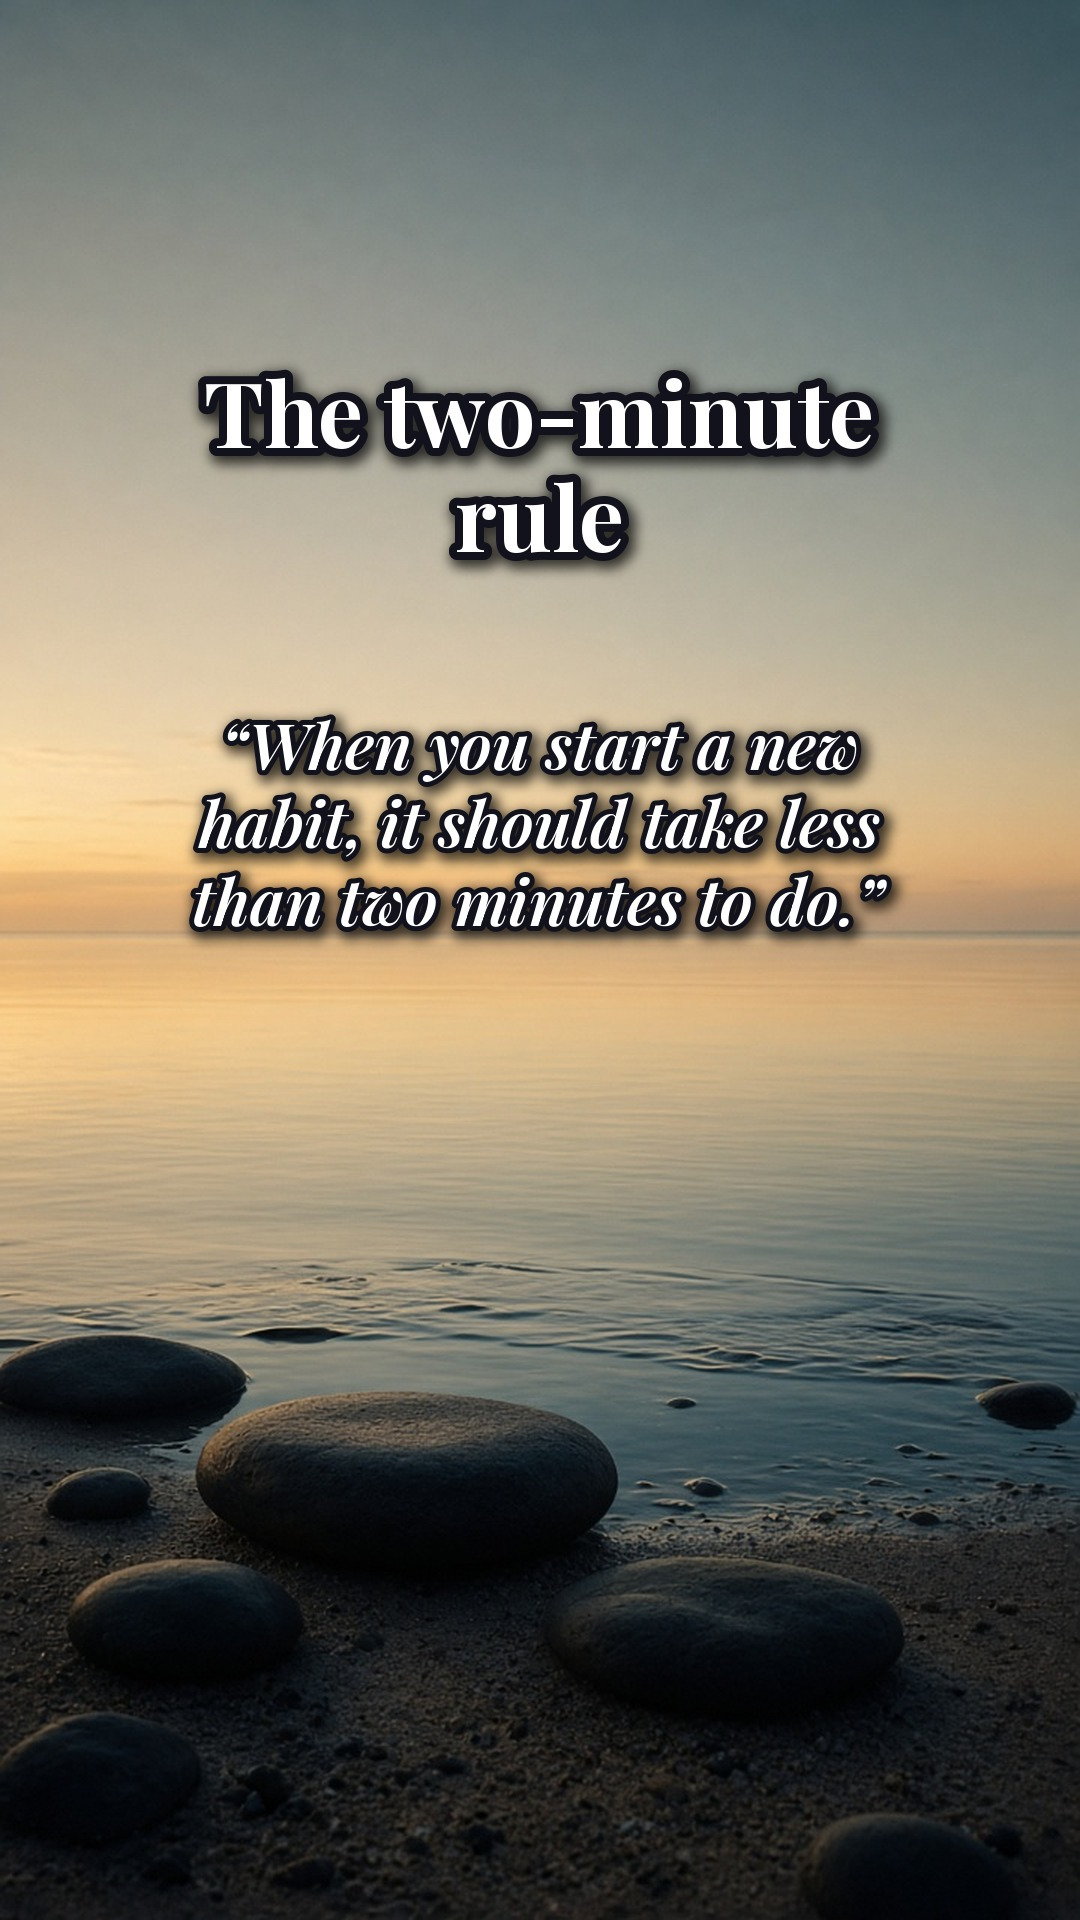 The two-minute
rule
“When you start a new
habit, it should take less
than two minutes to do.”